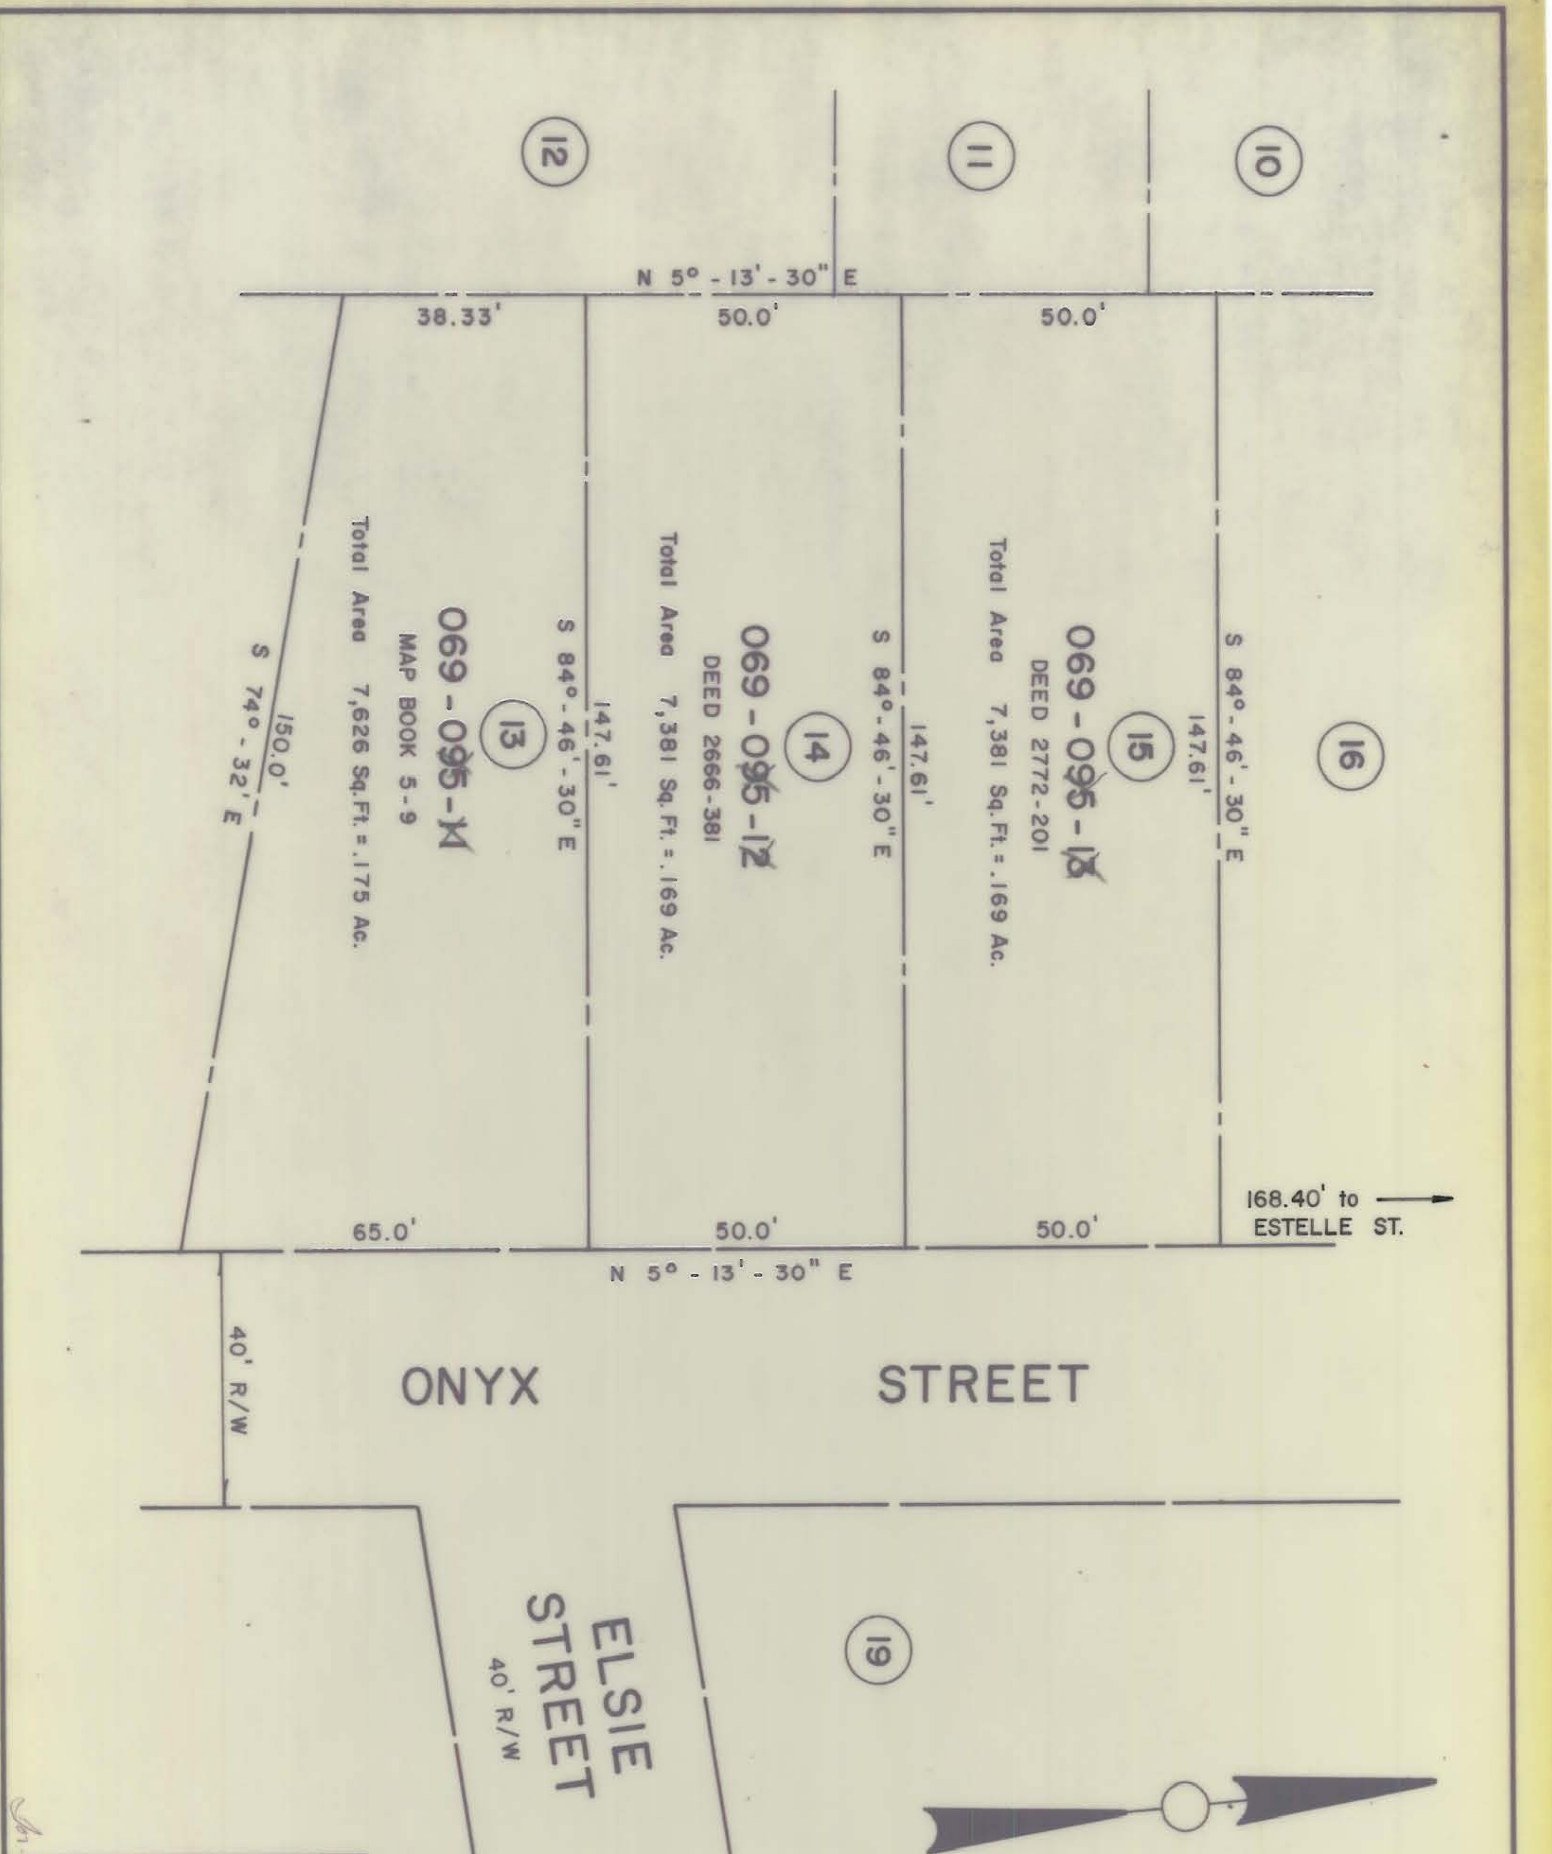 12
11
10
N 5° - 13' - 30" E
38.33'
50.0'
50.0'
S 84° - 46' - 30" E
147.61'
16
15
069 - 095 - 13
DEED 2772-201
Total Area 7,381 Sq. Ft. = .169 Ac.
S 84° - 46' - 30" E
147.61'
14
069 - 095 - 12
DEED 2666-381
Total Area 7,381 Sq. Ft. = .169 Ac.
S 84° - 46' - 30" E
147.61'
13
069 - 095 - 14
MAP BOOK 5-9
Total Area 7,626 Sq. Ft. = .175 Ac.
150.0'
S 74° - 32' E
168.40' to
ESTELLE ST.
65.0'
50.0'
50.0'
N 5° - 13' - 30" E
40' R/W
ONYX STREET
ELSIE
STREET
40' R/W
19